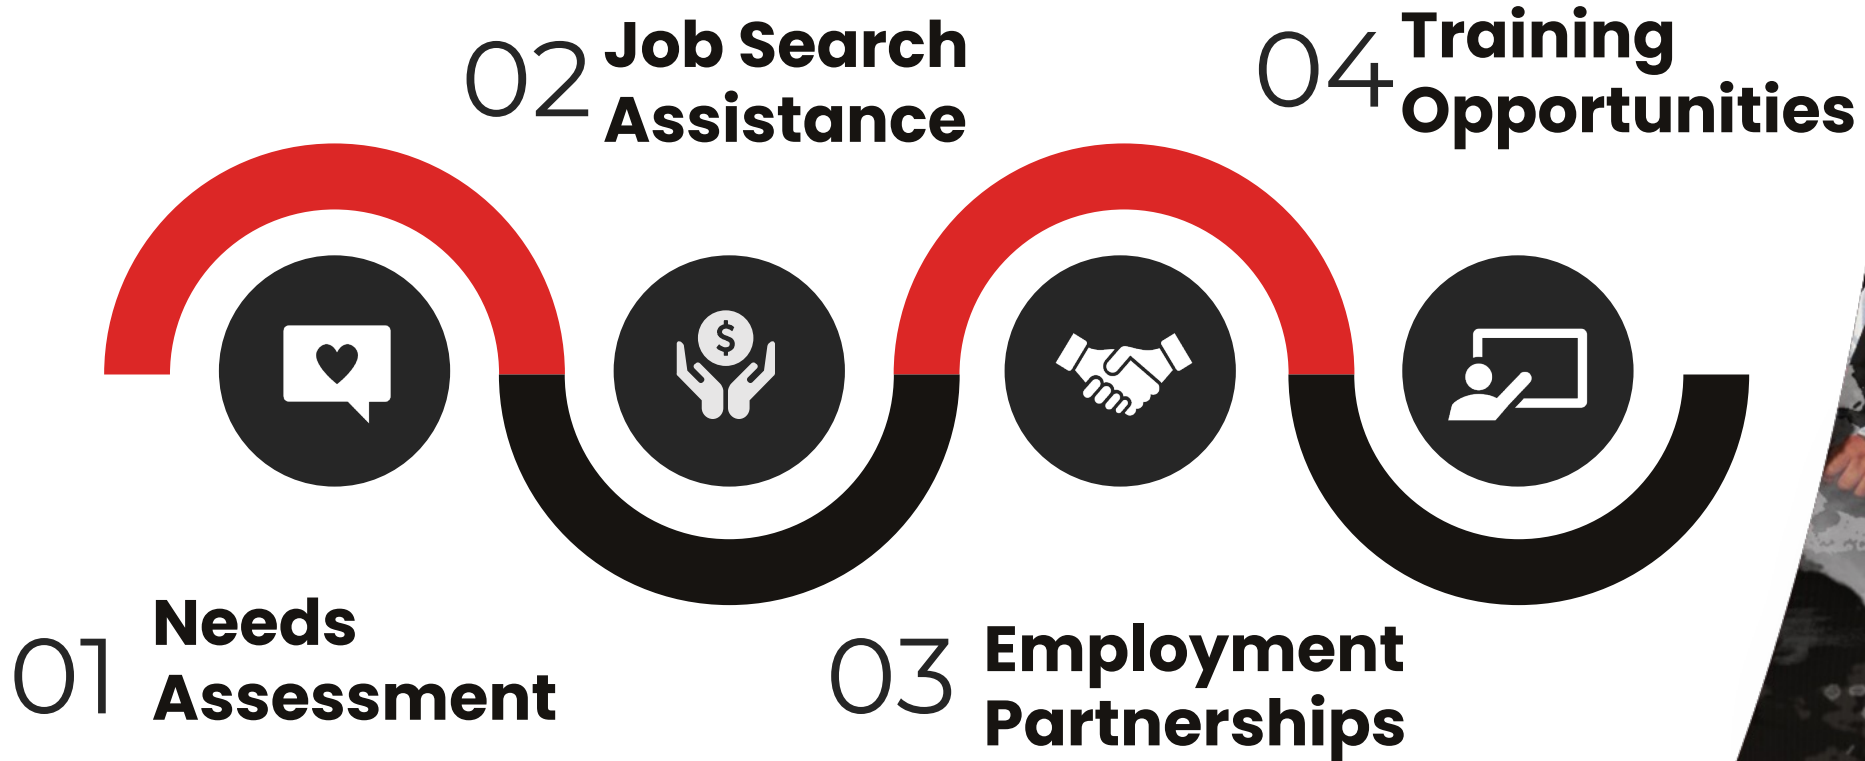 01
Needs
Assessment
02
Job Search
Assistance
$
03
Employment
Partnerships
04
Training
Opportunities